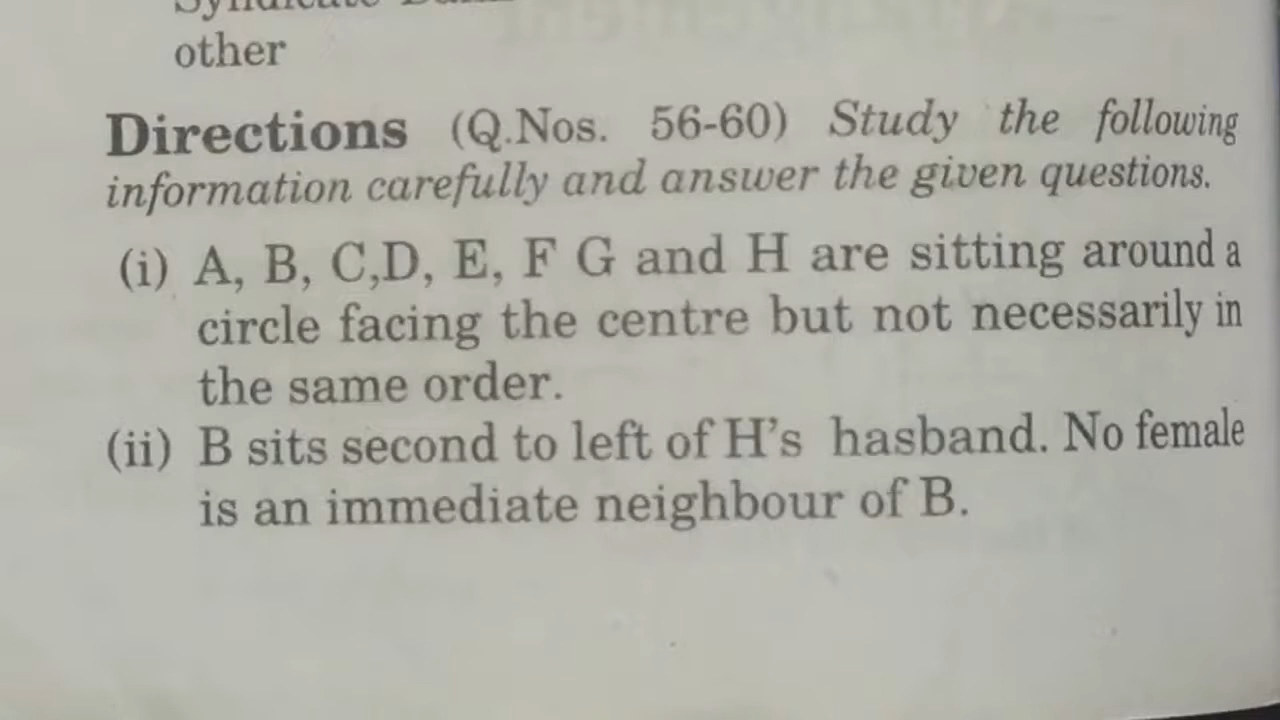 other
Directions (Q.Nos. 56-60) Study the following
information carefully and answer the given questions.
(i) A, B, C,D, E, F G and H are sitting around a
circle facing the centre but not necessarily in
the same order.
(ii) B sits second to left of H's hasband. No female
is an immediate neighbour of B.